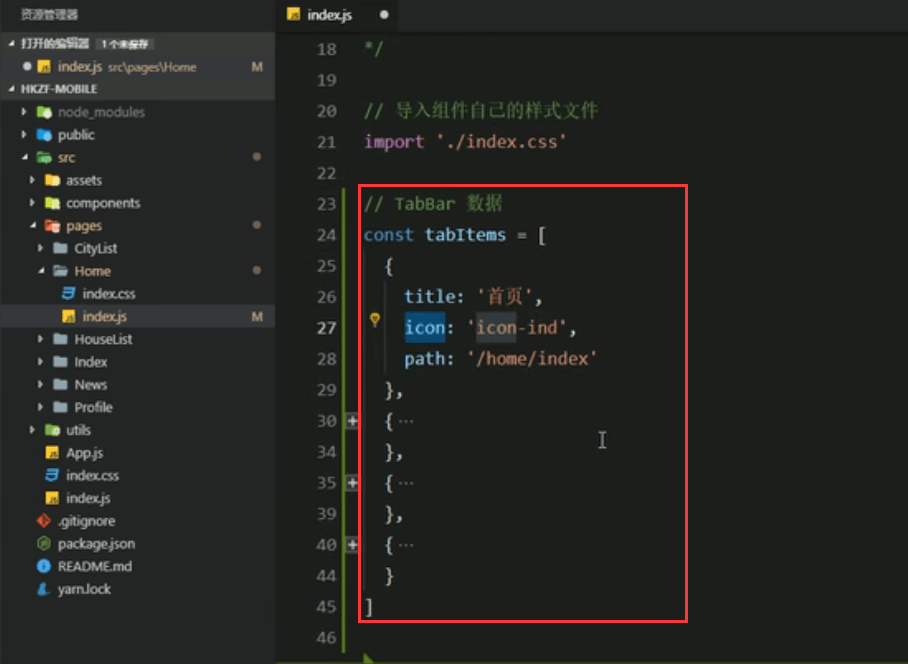 资源管理器
打开的编辑器 1 个未保存
index.js src\pages\Home M
HKZF-MOBILE
node_modules
public
src
assets
components
pages
CityList
Home
index.css
index.js M
HouseList
Index
News
Profile
utils
App.js
index.css
index.js
.gitignore
package.json
README.md
yarn.lock
index.js
18 */
19
20 // 导入组件自己的样式文件
21 import './index.css'
22
23 // TabBar 数据
24 const tabItems = [
25 {
26 title: '首页',
27 icon: 'icon-ind',
28 path: '/home/index'
29 },
30 { ...
34 },
35 { ...
39 },
40 { ...
44 }
45 ]
46